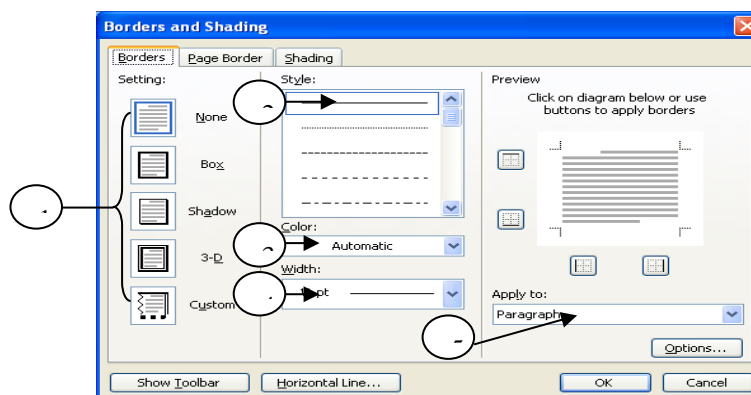 Borders and Shading
Borders
Page Border
Shading
Setting:
None
Box
Shadow
3-D
Custom
Style:
Color:
Automatic
Width:
pt
Preview
Click on diagram below or use
buttons to apply borders
Apply to:
Paragraph
Options...
Show Toolbar
Horizontal Line...
OK
Cancel